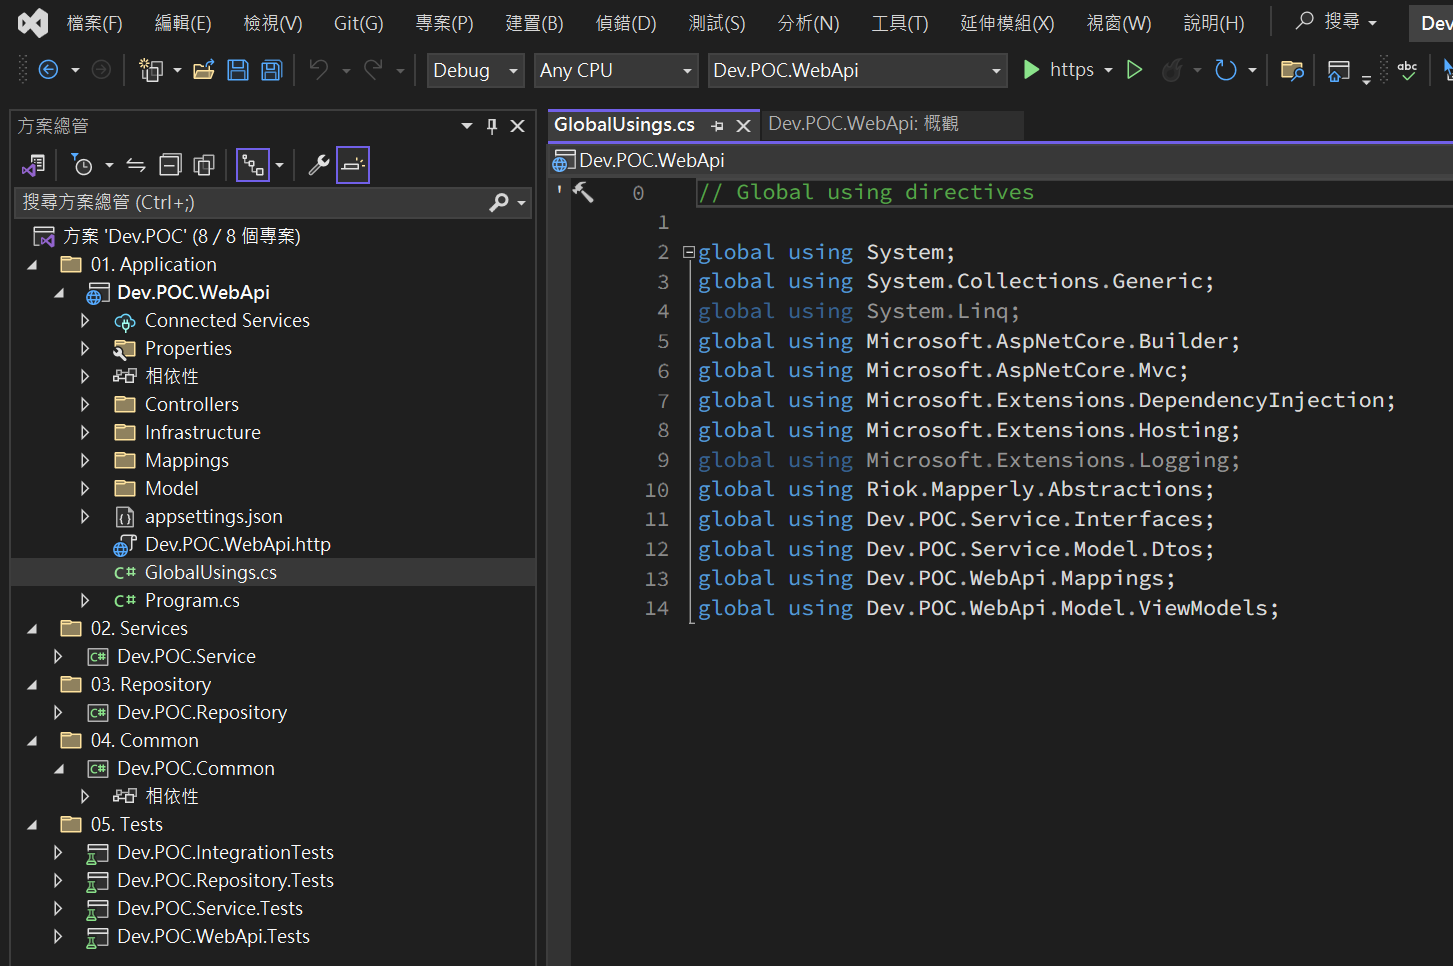 檔案(F) 編輯(E) 檢視(V) Git(G) 專案(P) 建置(B) 偵錯(D) 測試(S) 分析(N) 工具(T) 延伸模組(X) 視窗(W) 說明(H) 搜尋 Dev
Debug Any CPU Dev.POC.WebApi https abc
方案總管
搜尋方案總管 (Ctrl+;)
方案 'Dev.POC' (8 / 8 個專案)
01. Application
Dev.POC.WebApi
Connected Services
Properties
相依性
Controllers
Infrastructure
Mappings
Model
appsettings.json
Dev.POC.WebApi.http
C# GlobalUsings.cs
C# Program.cs
02. Services
C# Dev.POC.Service
03. Repository
C# Dev.POC.Repository
04. Common
C# Dev.POC.Common
相依性
05. Tests
Dev.POC.IntegrationTests
Dev.POC.Repository.Tests
Dev.POC.Service.Tests
Dev.POC.WebApi.Tests
GlobalUsings.cs Dev.POC.WebApi: 概觀
Dev.POC.WebApi
0 // Global using directives
1
2 global using System;
3 global using System.Collections.Generic;
4 global using System.Linq;
5 global using Microsoft.AspNetCore.Builder;
6 global using Microsoft.AspNetCore.Mvc;
7 global using Microsoft.Extensions.DependencyInjection;
8 global using Microsoft.Extensions.Hosting;
9 global using Microsoft.Extensions.Logging;
10 global using Riok.Mapperly.Abstractions;
11 global using Dev.POC.Service.Interfaces;
12 global using Dev.POC.Service.Model.Dtos;
13 global using Dev.POC.WebApi.Mappings;
14 global using Dev.POC.WebApi.Model.ViewModels;